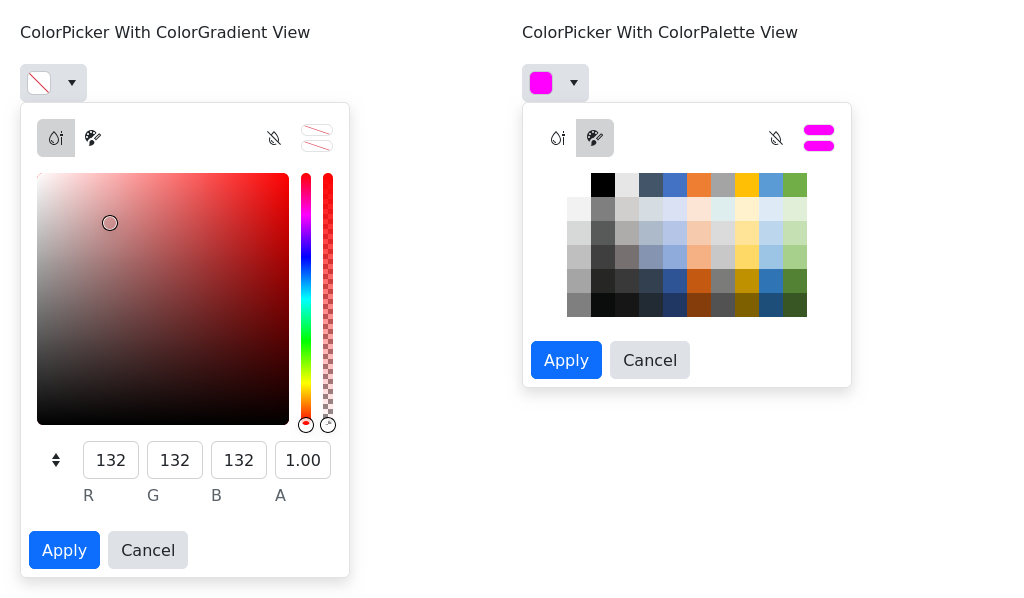 ColorPicker With ColorGradient View
132 132 132 1.00
R G B A
Apply Cancel
ColorPicker With ColorPalette View
Apply Cancel